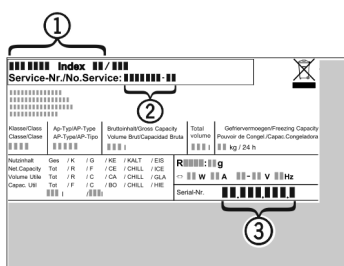 1
Index /
Service-Nr./No.Service: -
2
Klasse/Class Ap-Typ/AP-Type Bruttoinhalt/Gross Capacity Total Gefriervermoegen/Freezing Capacity
Classe/Clase AP-Type/AP-Tipo Volume Brut/Capacidad Bruta volume Pouvoir de Congel./Capac.Congeladora
l l kg / 24 h
Nutzinhalt Ges / K / G / KE / KALT / EIS
Net.Capacity Tot / R / F / CE / CHILL / ICE
Volume Utile Tot / R / C / CA / CHILL / GLA
Capac. Util Tot / F / C / BO / CHILL / HIE
l / l
R : g
W A - V Hz
Serial-Nr. . . .
3